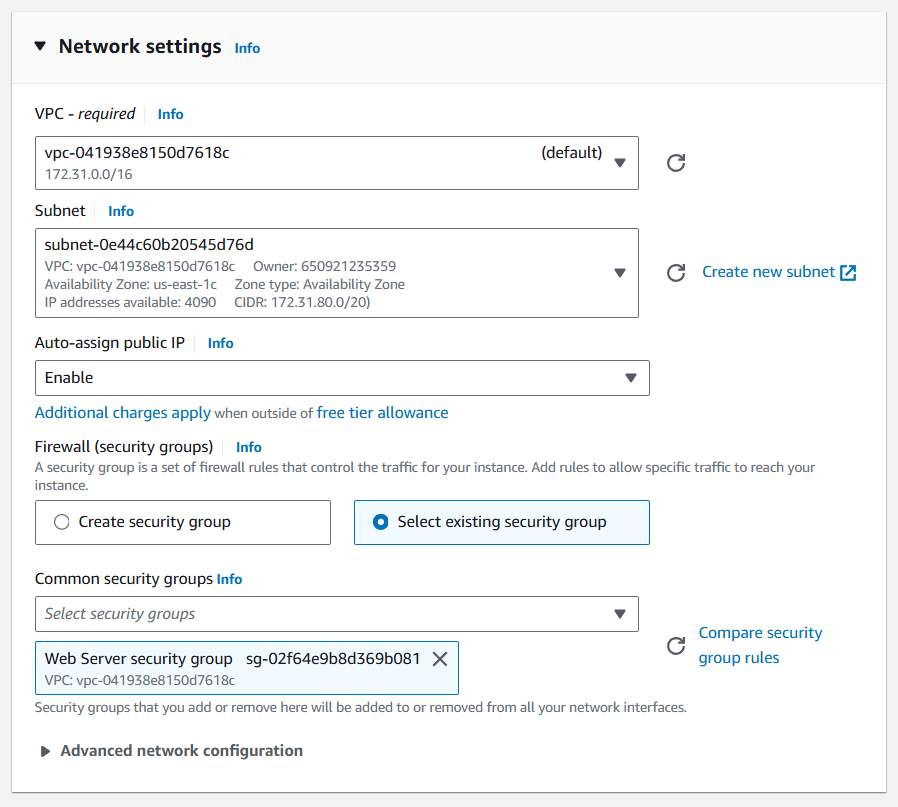 Network settings Info
VPC - required Info
vpc-041938e8150d7618c (default)
172.31.0.0/16
Subnet Info
subnet-0e44c60b20545d76d
VPC: vpc-041938e8150d7618c Owner: 650921235359
Availability Zone: us-east-1c Zone type: Availability Zone
IP addresses available: 4090 CIDR: 172.31.80.0/20)
Create new subnet
Auto-assign public IP Info
Enable
Additional charges apply when outside of free tier allowance
Firewall (security groups) Info
A security group is a set of firewall rules that control the traffic for your instance. Add rules to allow specific traffic to reach your
instance.
Create security group
Select existing security group
Common security groups Info
Select security groups
Web Server security group sg-02f64e9b8d369b081
VPC: vpc-041938e8150d7618c
Compare security
group rules
Security groups that you add or remove here will be added to or removed from all your network interfaces.
Advanced network configuration